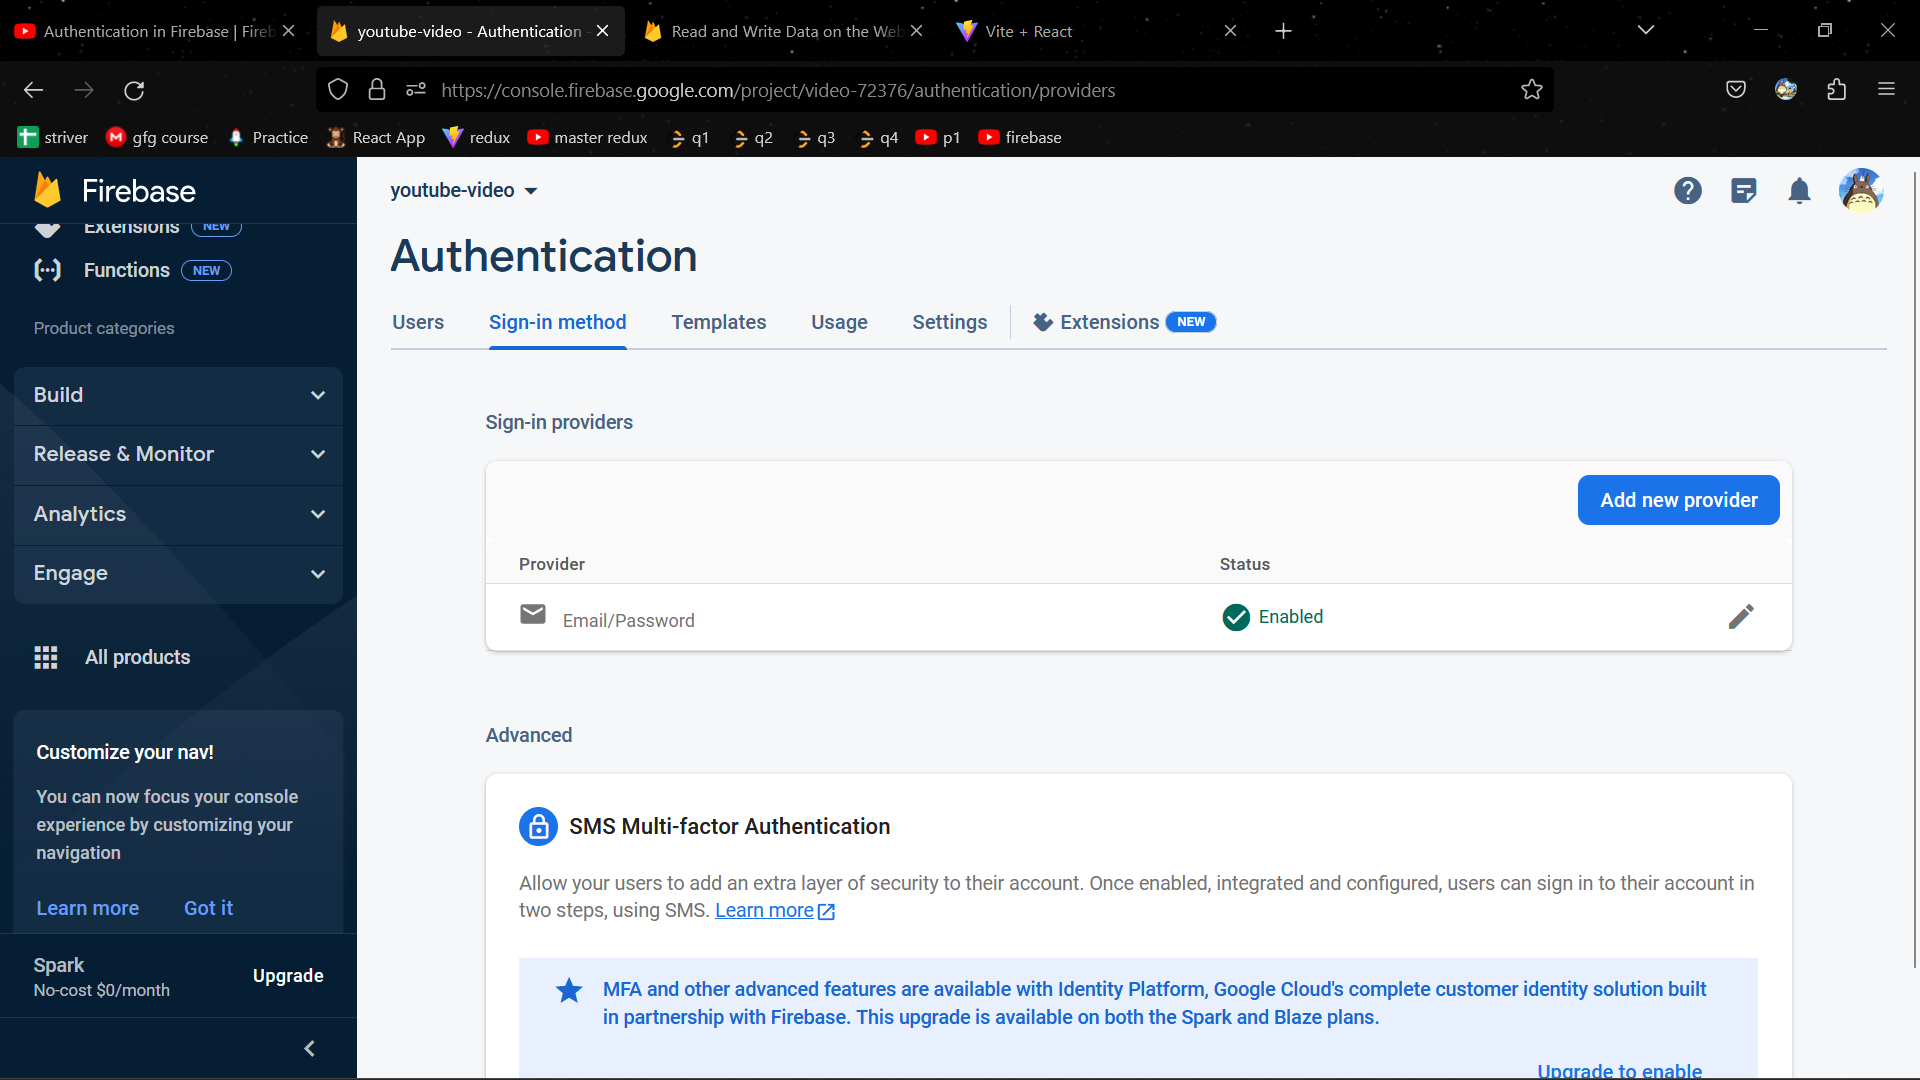 Authentication in Firebase | Fireb
youtube-video - Authentication -
Read and Write Data on the Web
Vite + React
https://console.firebase.google.com/project/video-72376/authentication/providers
striver
gfg course
Practice
React App
redux
master redux
q1
q2
q3
q4
p1
firebase
Firebase
Extensions NEW
Functions NEW
Product categories
Build
Release & Monitor
Analytics
Engage
All products
Customize your nav!
You can now focus your console
experience by customizing your
navigation
Learn more Got it
Spark
No-cost $0/month
Upgrade
youtube-video
Authentication
Users Sign-in method Templates Usage Settings Extensions NEW
Sign-in providers
Add new provider
Provider Status
Email/Password Enabled
Advanced
SMS Multi-factor Authentication
Allow your users to add an extra layer of security to their account. Once enabled, integrated and configured, users can sign in to their account in
two steps, using SMS. Learn more
MFA and other advanced features are available with Identity Platform, Google Cloud's complete customer identity solution built
in partnership with Firebase. This upgrade is available on both the Spark and Blaze plans.
Upgrade to enable